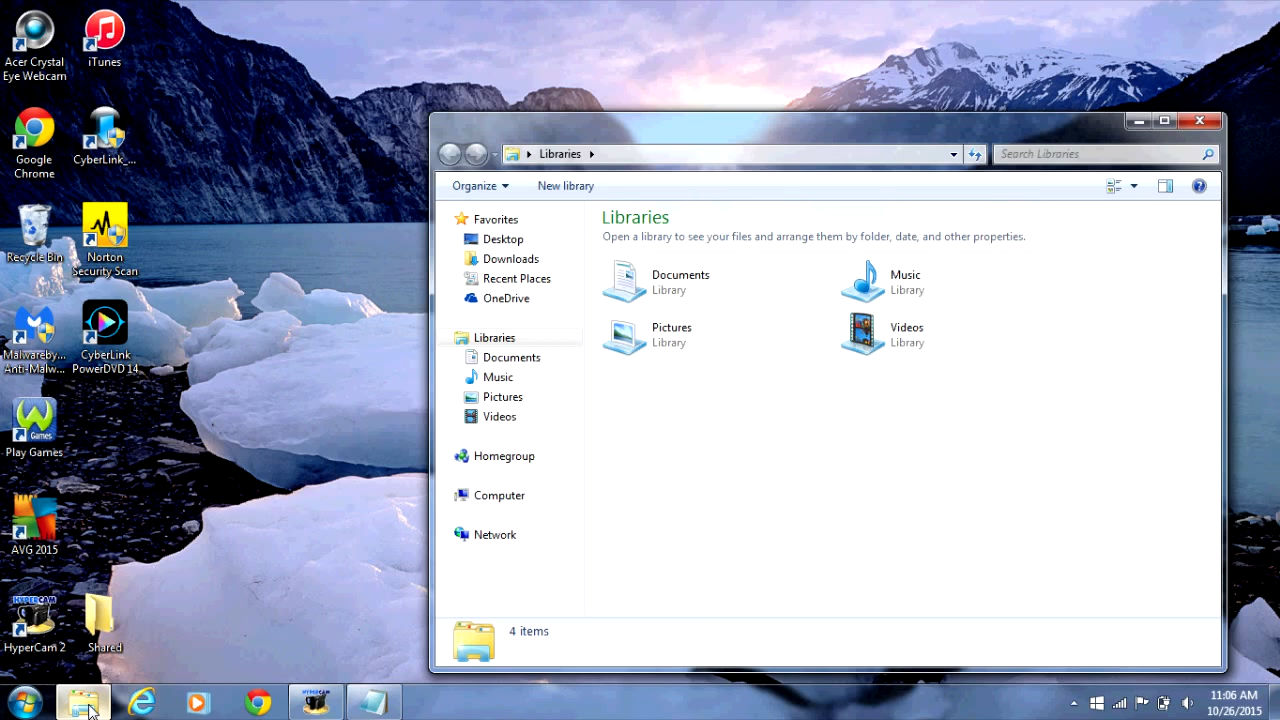 Acer Crystal
Eye Webcam
iTunes
Google
Chrome
CyberLink_...
Recycle Bin
Norton
Security Scan
Malwareby...
Anti-Malw...
CyberLink
PowerDVD 14
Games
Play Games
AVG 2015
HYPERCAM
HyperCam 2
Shared
Libraries
Search Libraries
Organize
New library
Favorites
Desktop
Downloads
Recent Places
OneDrive
Libraries
Documents
Music
Pictures
Videos
Homegroup
Computer
Network
Libraries
Open a library to see your files and arrange them by folder, date, and other properties.
Documents
Library
Music
Library
Pictures
Library
Videos
Library
4 items
HYPERCAM
11:06 AM
10/26/2015